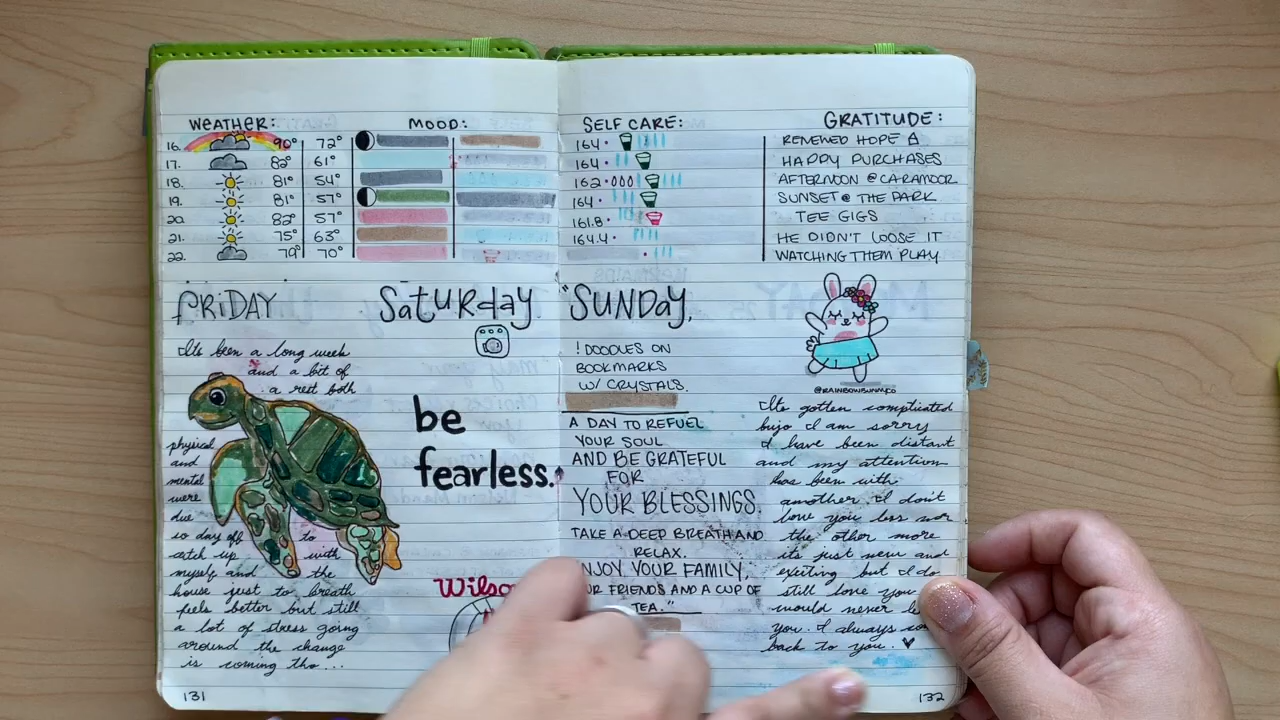 WEATHER:
16. 90° 72°
17. 82° 61°
18. 81° 54°
19. 81° 57°
20. 82° 57°
21. 75° 63°
22. 79° 70°
MOOD:
SELF CARE:
164
164
162
164
161.8
164.4
GRATITUDE:
RENEWED HOPE
HAPPY PURCHASES
AFTERNOON @ CARAMOOR
SUNSET @ THE PARK
TEE GIGS
HE DIDN'T LOOSE IT
WATCHING THEM PLAY
FRiDAY
Its been a long week
and a bit of
a rest both
physical
and
mental
were
due
so day off to
catch up with
myself and the
house just to breath
feels better but still
a lot of stress going
around the change
is coming tho...
131
Saturday.
be
fearless.
Wilso
"SUNDay,
! DOODLES ON
BOOKMARKS
W/ CRYSTALS.
A DAY TO REFUEL
YOUR SOUL
AND BE GRATEFUL
FOR
YOUR BLESSINGS.
TAKE A DEEP BREATH AND
RELAX.
NJOY YOUR FAMILY,
UR FRIENDS AND A CUP OF
TEA."
@RAINBOWBUNNYCO
Its gotten complicated
bujo I am sorry
I have been distant
and my attention
has been with
another. I don't
love you less nor
the other more
its just new and
exciting but I do
still love you
would never
you. I always
back to you. ♥
132